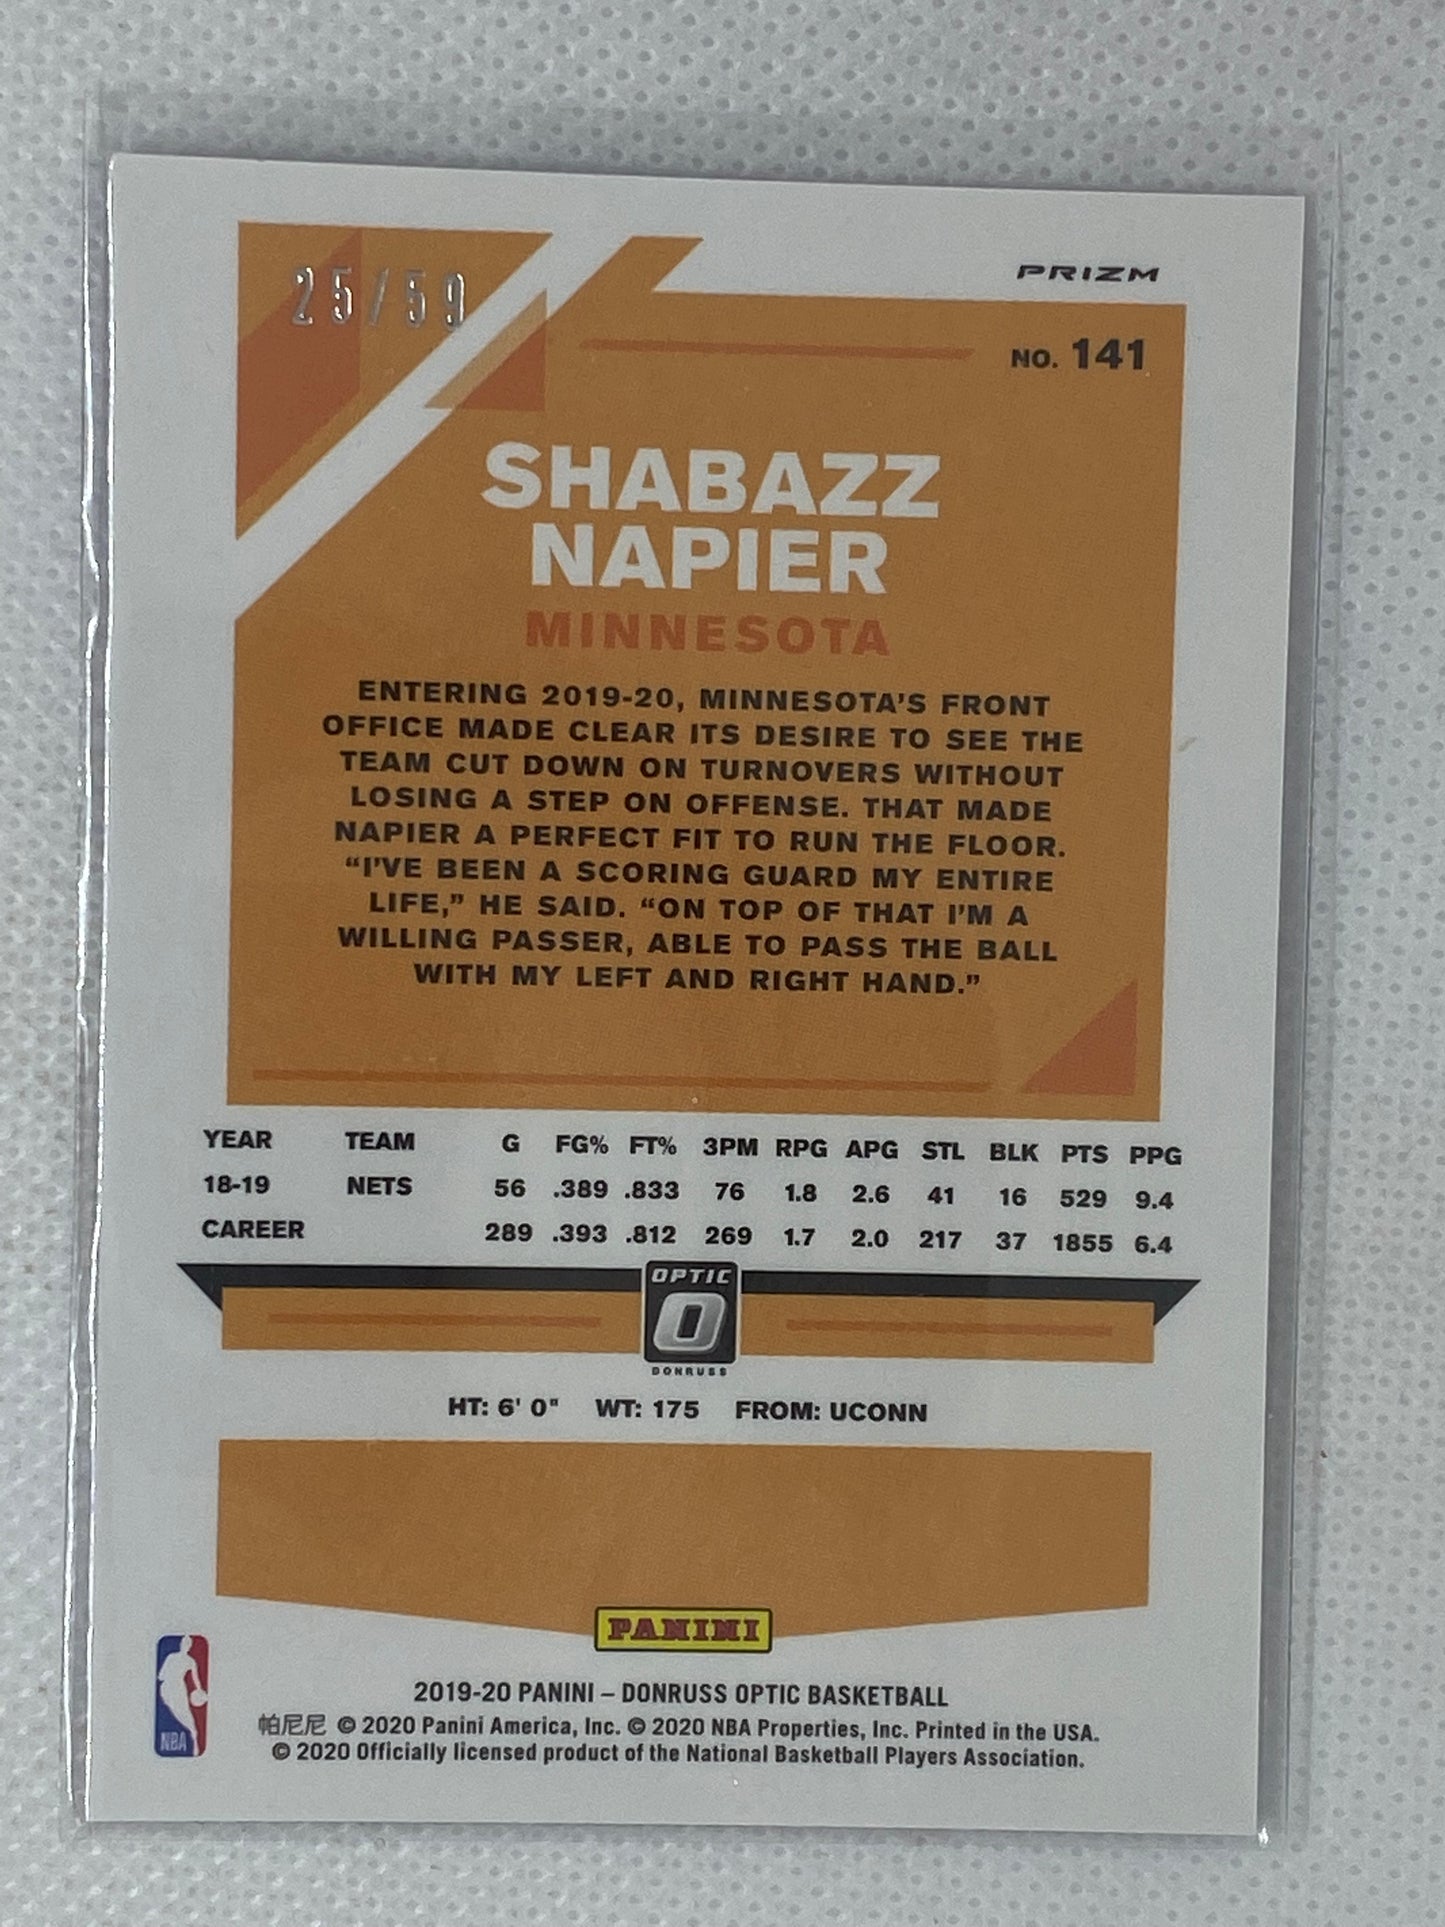 25/59
PRIZM
NO. 141
SHABAZZ
NAPIER
MINNESOTA
ENTERING 2019-20, MINNESOTA'S FRONT
OFFICE MADE CLEAR ITS DESIRE TO SEE THE
TEAM CUT DOWN ON TURNOVERS WITHOUT
LOSING A STEP ON OFFENSE. THAT MADE
NAPIER A PERFECT FIT TO RUN THE FLOOR.
“I'VE BEEN A SCORING GUARD MY ENTIRE
LIFE,” HE SAID. “ON TOP OF THAT I'M A
WILLING PASSER, ABLE TO PASS THE BALL
WITH MY LEFT AND RIGHT HAND.”
YEAR TEAM G FG% FT% 3PM RPG APG STL BLK PTS PPG
18-19 NETS 56 .389 .833 76 1.8 2.6 41 16 529 9.4
CAREER 289 .393 .812 269 1.7 2.0 217 37 1855 6.4
OPTIC
O
DONRUSS
HT: 6' 0" WT: 175 FROM: UCONN
PANINI
NBA
2019-20 PANINI – DONRUSS OPTIC BASKETBALL
帕尼尼 © 2020 Panini America, Inc. © 2020 NBA Properties, Inc. Printed in the USA.
© 2020 Officially licensed product of the National Basketball Players Association.